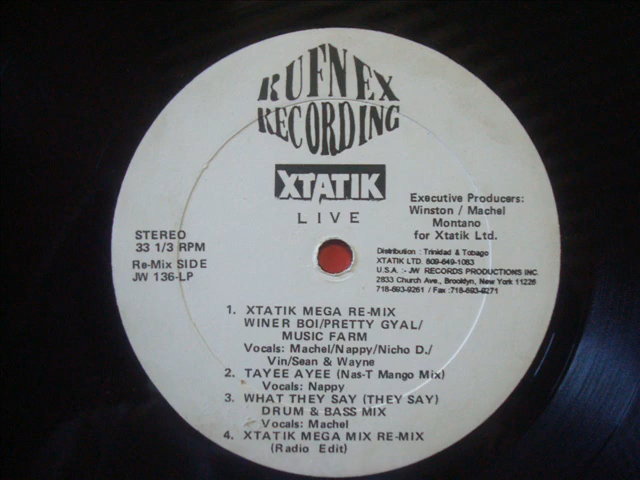 RUFNEX
RECORDING
XTATIK
LIVE
Executive Producers:
Winston / Machel
Montano
for Xtatik Ltd.
STEREO
33 1/3 RPM
Re-Mix SIDE
JW 136-LP
Distribution : Trinidad & Tobago
XTATIK LTD. 809-649-1083
U.S.A. :- JW RECORDS PRODUCTIONS INC.
2833 Church Ave., Brooklyn, New York 11226
718-693-9261 / Fax :718-693-9271
1. XTATIK MEGA RE-MIX
WINER BOI/PRETTY GYAL/
MUSIC FARM
Vocals: Machel/Nappy/Nicho D./
Vin/Sean & Wayne
2. TAYEE AYEE (Nas-T Mango Mix)
Vocals: Nappy
3. WHAT THEY SAY (THEY SAY)
DRUM & BASS MIX
Vocals: Machel
4. XTATIK MEGA MIX RE-MIX
(Radio Edit)